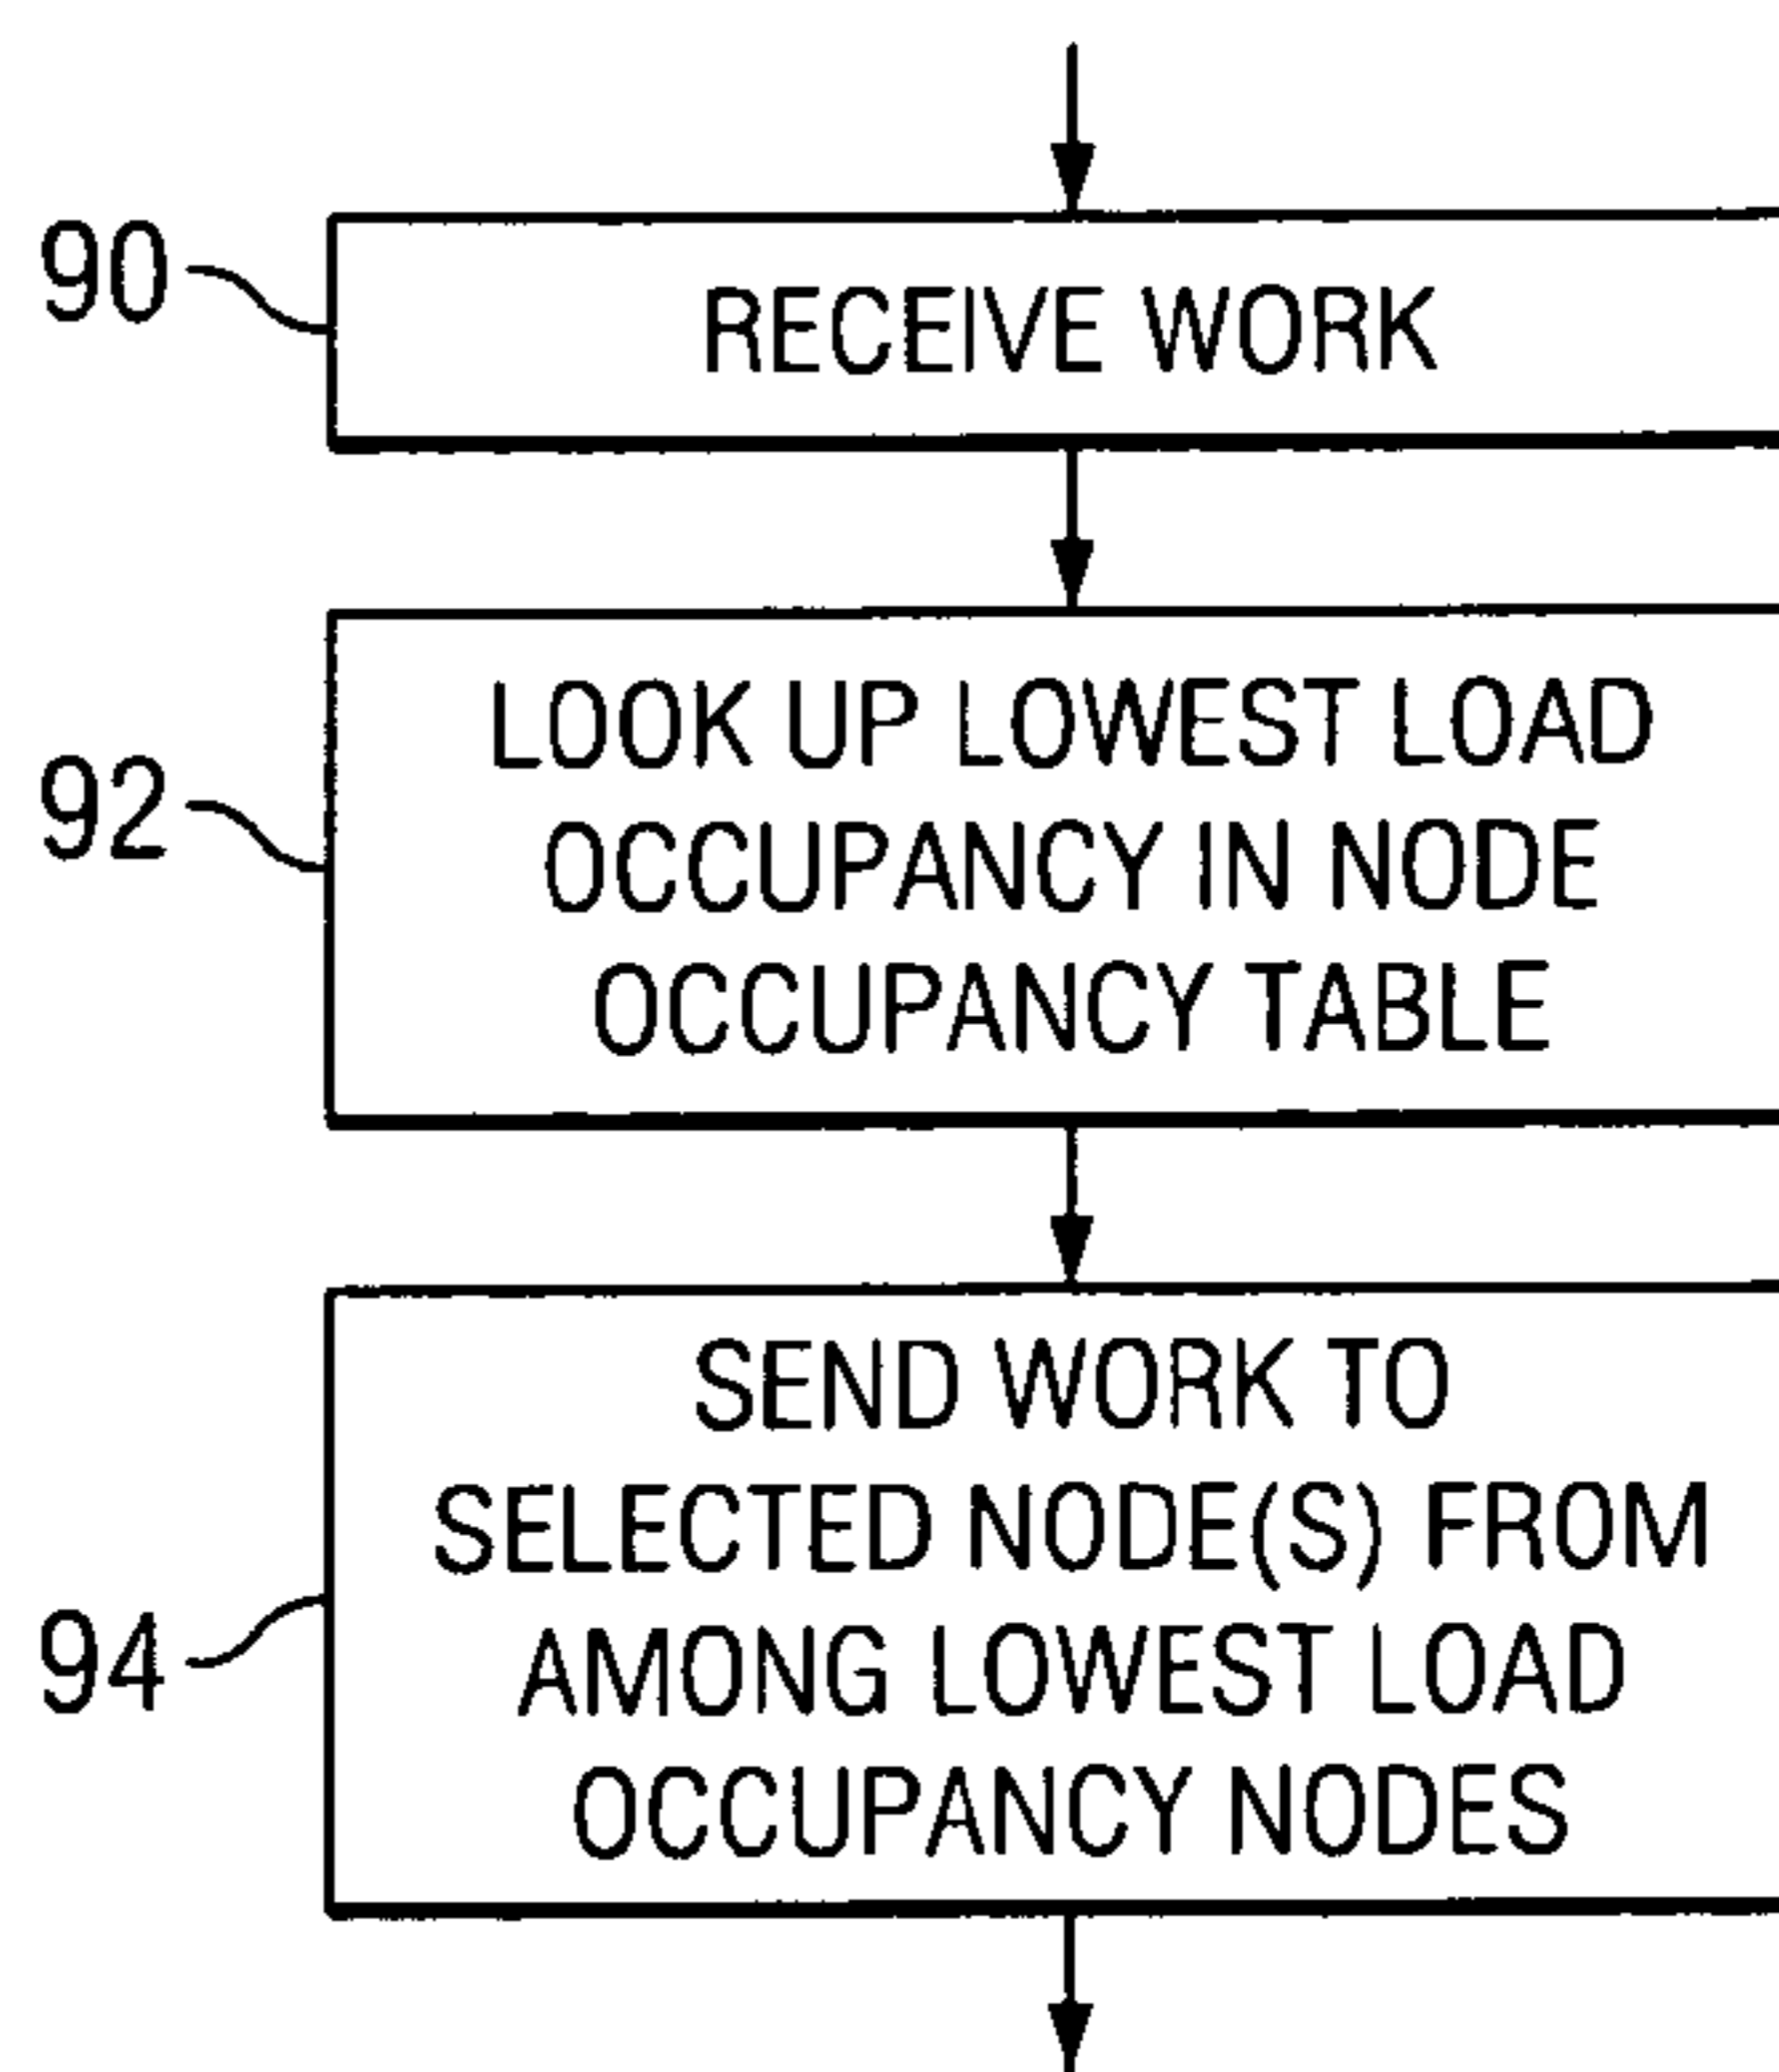 90
RECEIVE WORK
92
LOOK UP LOWEST LOAD
OCCUPANCY IN NODE
OCCUPANCY TABLE
94
SEND WORK TO
SELECTED NODE(S) FROM
AMONG LOWEST LOAD
OCCUPANCY NODES